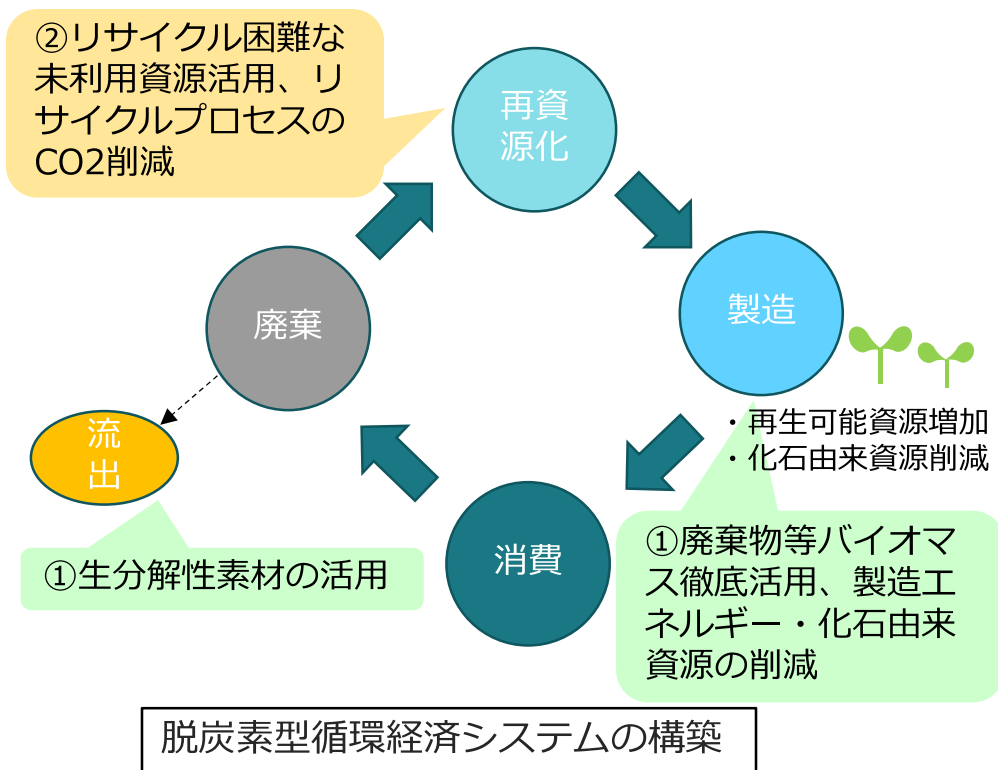 ②リサイクル困難な
未利用資源活用、リ
サイクルプロセスの
CO2削減
再資
源化
製造
廃棄
・再生可能資源増加
・化石由来資源削減
流
出
消費
①生分解性素材の活用
①廃棄物等バイオマ
ス徹底活用、製造エ
ネルギー・化石由来
資源の削減
脱炭素型循環経済システムの構築